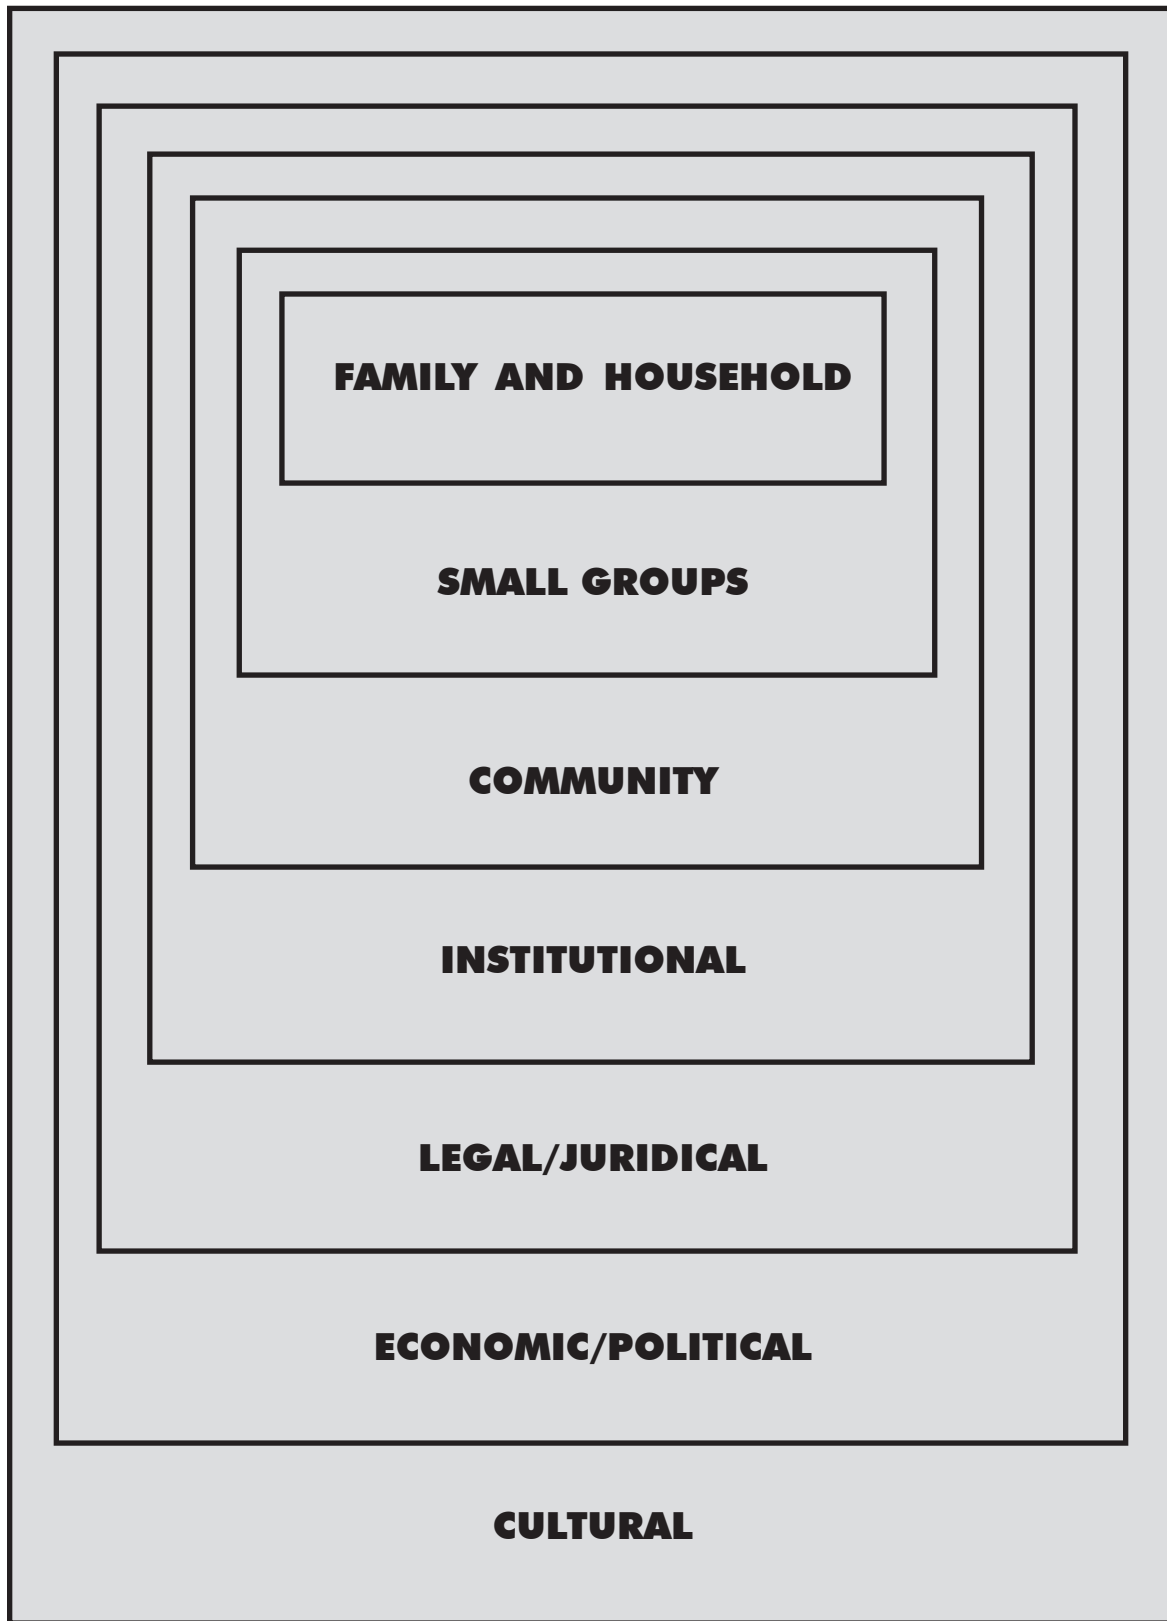 FAMILY AND HOUSEHOLD
SMALL GROUPS
COMMUNITY
INSTITUTIONAL
LEGAL/JURIDICAL
ECONOMIC/POLITICAL
CULTURAL